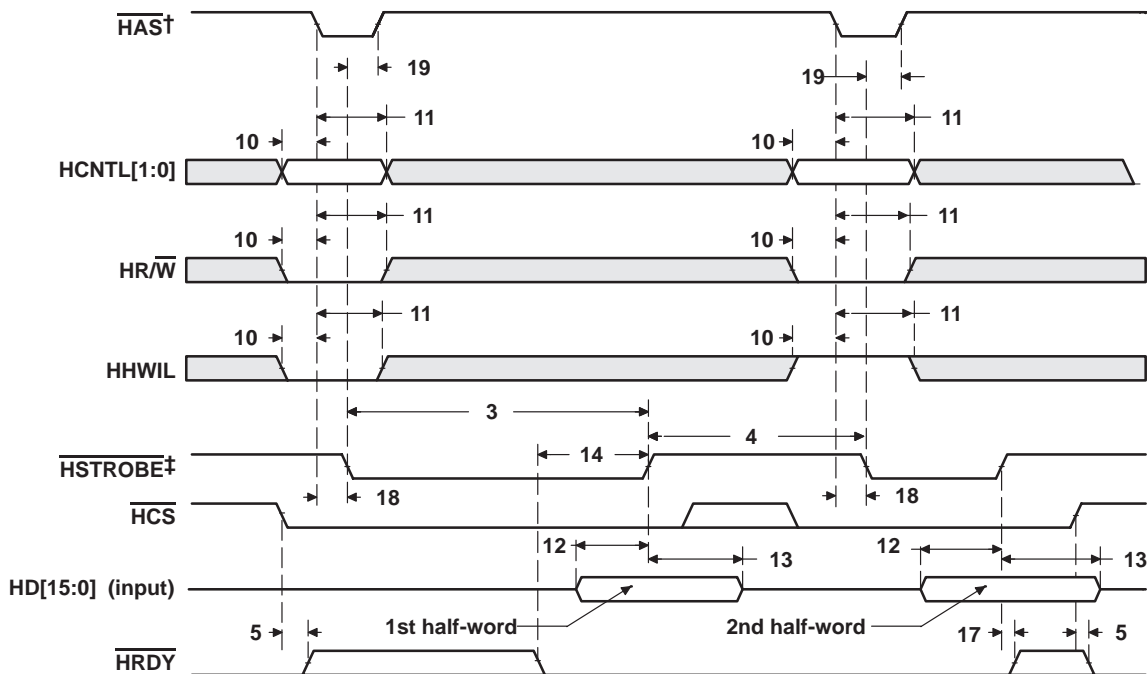 HAS†
19
19
11
11
10
10
HCNTL[1:0]
11
11
10
10
HR/W
11
11
10
10
HHWIL
3
4
14
HSTROBE‡
18
18
HCS
12
12
13
13
HD[15:0] (input)
1st half-word
2nd half-word
5
17
5
HRDY